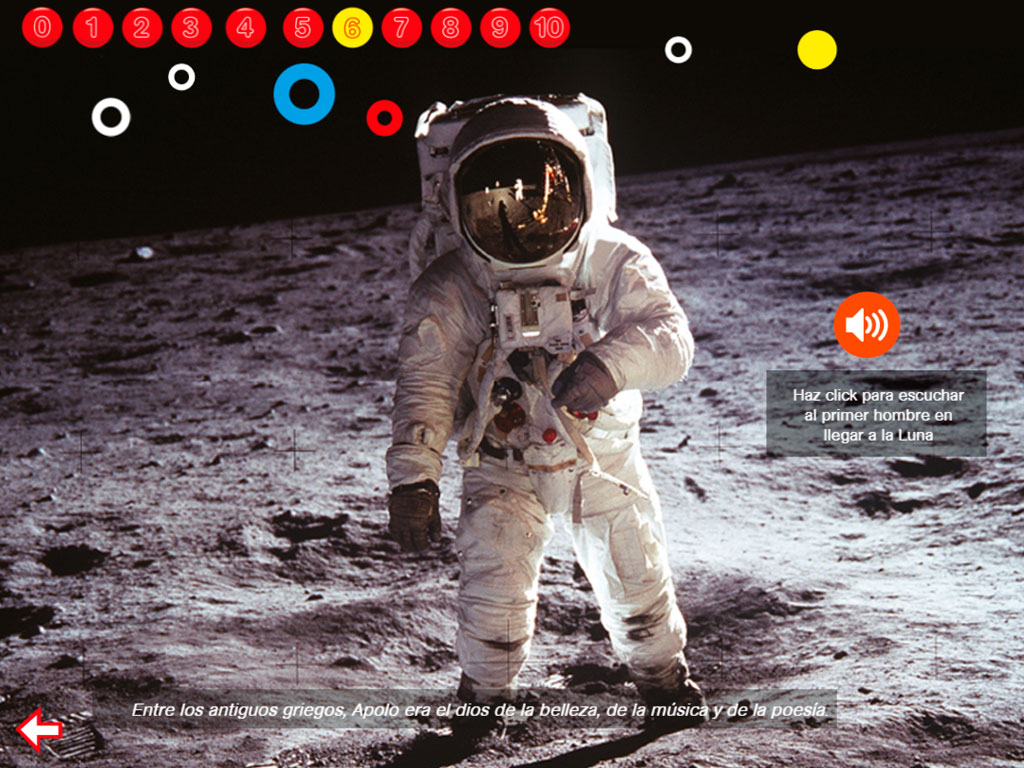 0 1 2 3 4 5 6 7 8 9 10
Haz click para escuchar
al primer hombre en
llegar a la Luna
Entre los antiguos griegos, Apolo era el dios de la belleza, de la música y de la poesía